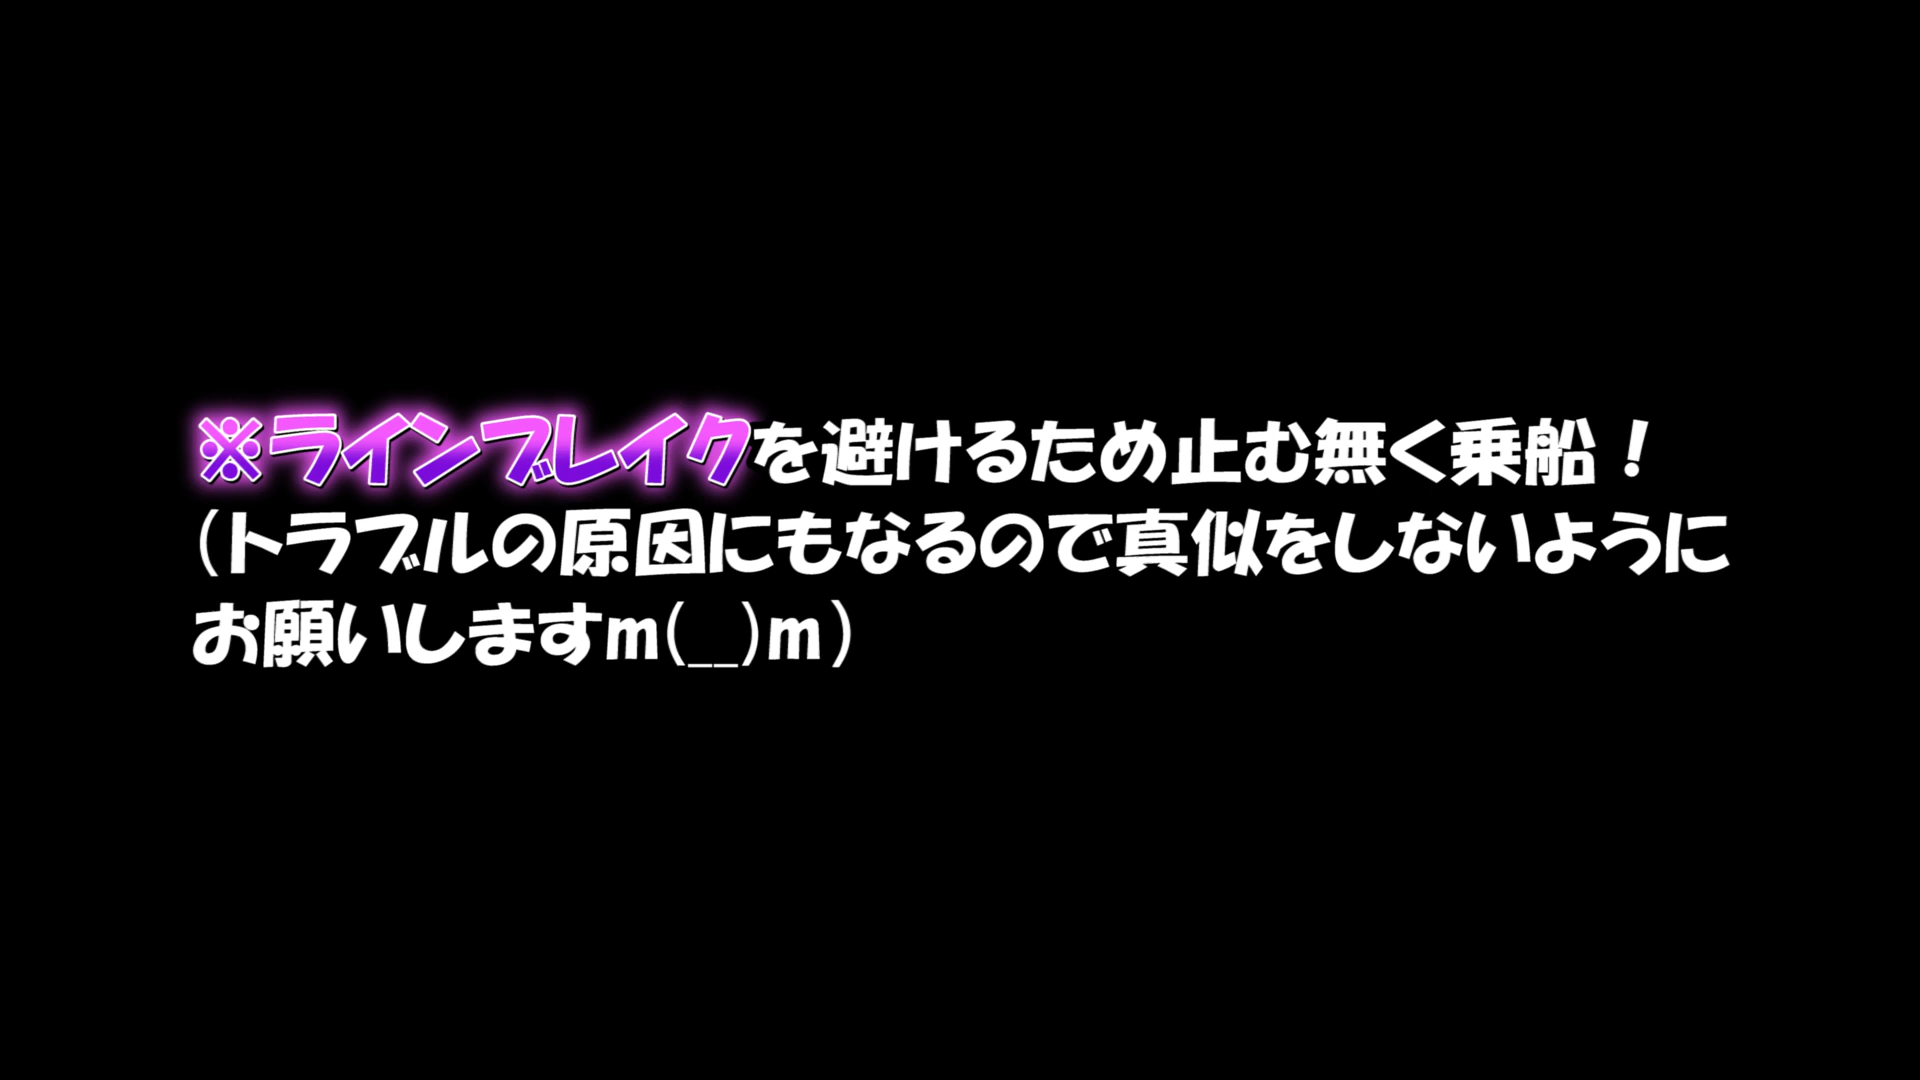 ※ラインブレイクを避けるため止む無く乗船！
(トラブルの原因にもなるので真似をしないように
お願いしますm(__)m)